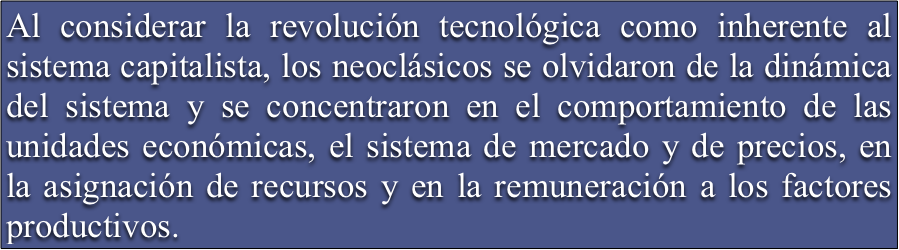 Al considerar la revolución tecnológica como inherente al
sistema capitalista, los neoclásicos se olvidaron de la dinámica
del sistema y se concentraron en el comportamiento de las
unidades económicas, el sistema de mercado y de precios, en
la asignación de recursos y en la remuneración a los factores
productivos.